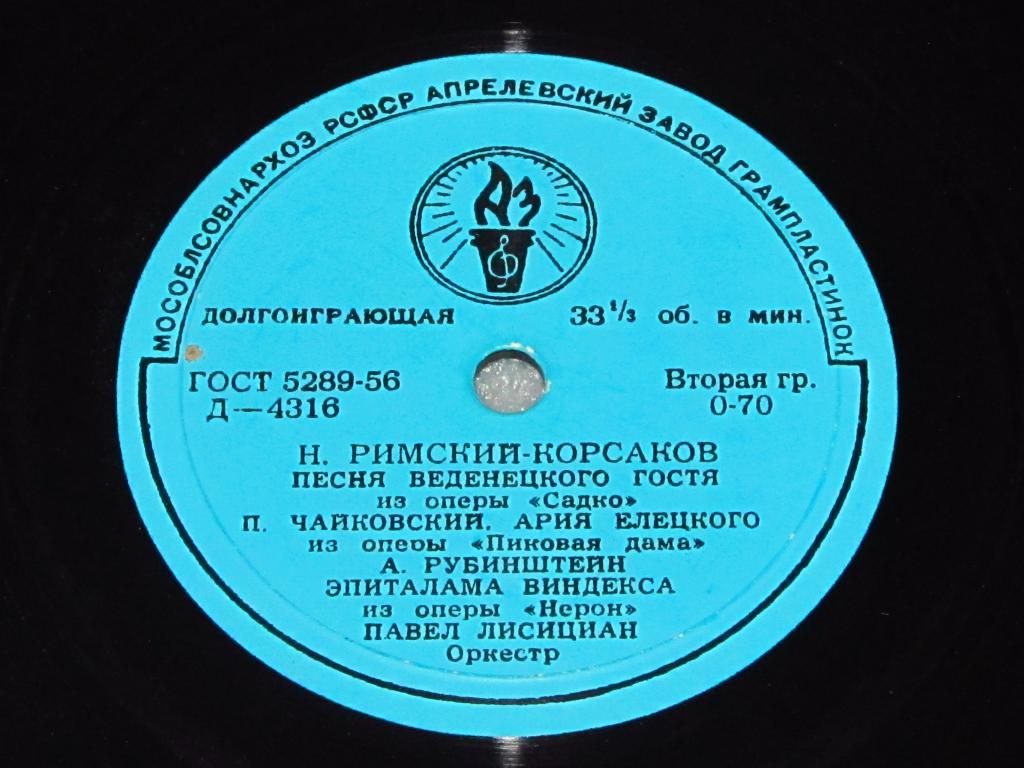 МОСОБЛСОВНАРХОЗ РСФСР АПРЕЛЕВСКИЙ ЗАВОД ГРАМПЛАСТИНОК
АЗ
ДОЛГОИГРАЮЩАЯ 33 1/3 об. в мин.
ГОСТ 5289-56 Вторая гр.
Д—4316 0-70
Н. РИМСКИЙ-КОРСАКОВ
ПЕСНЯ ВЕДЕНЕЦКОГО ГОСТЯ
из оперы «Садко»
П. ЧАЙКОВСКИЙ. АРИЯ ЕЛЕЦКОГО
из оперы «Пиковая дама»
А. РУБИНШТЕЙН
ЭПИТАЛАМА ВИНДЕКСА
из оперы «Нерон»
ПАВЕЛ ЛИСИЦИАН
Оркестр